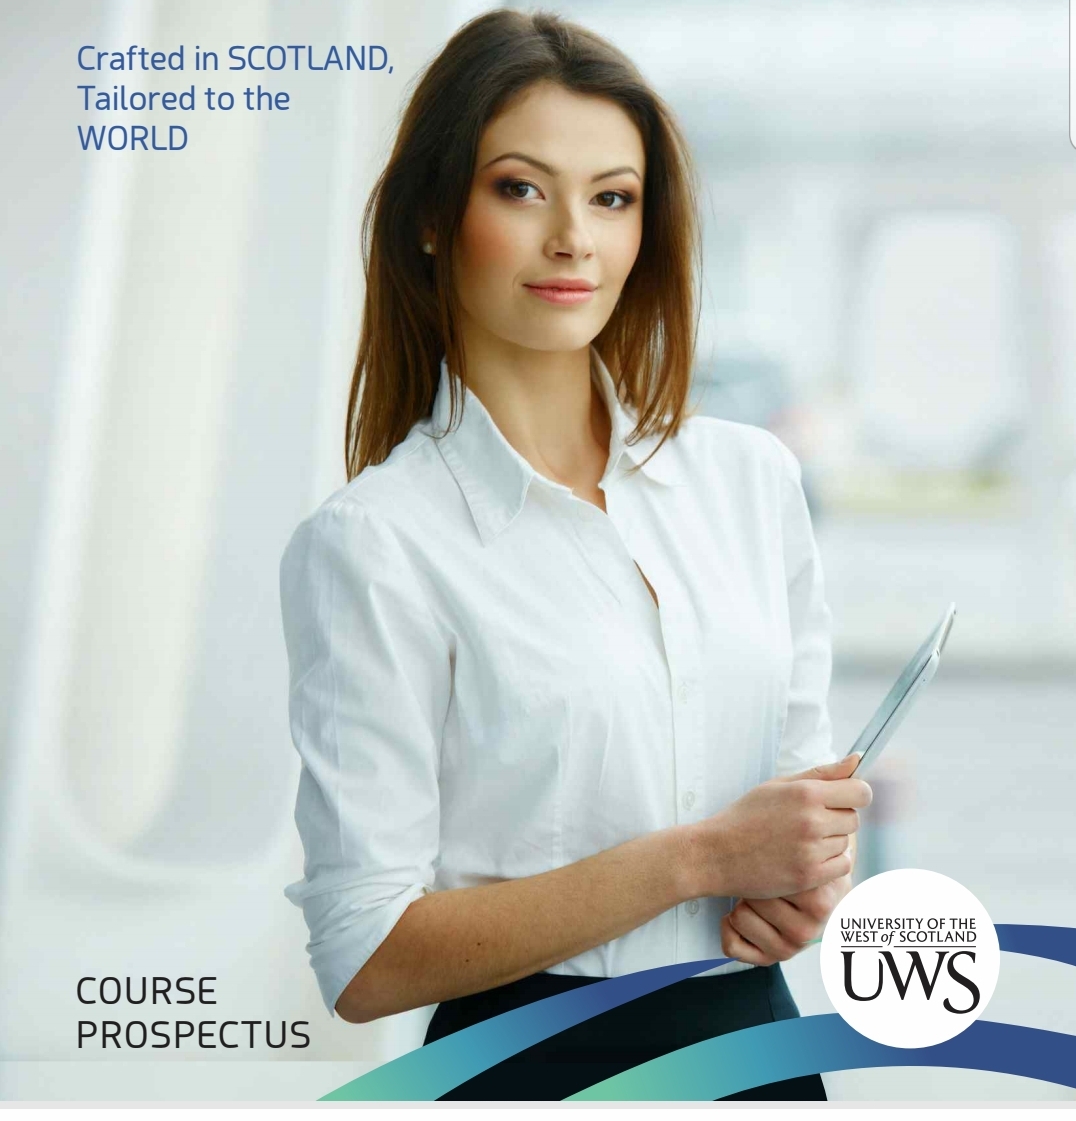 Crafted in SCOTLAND,
Tailored to the
WORLD
COURSE
PROSPECTUS
UNIVERSITY OF THE
WEST of SCOTLAND
UWS